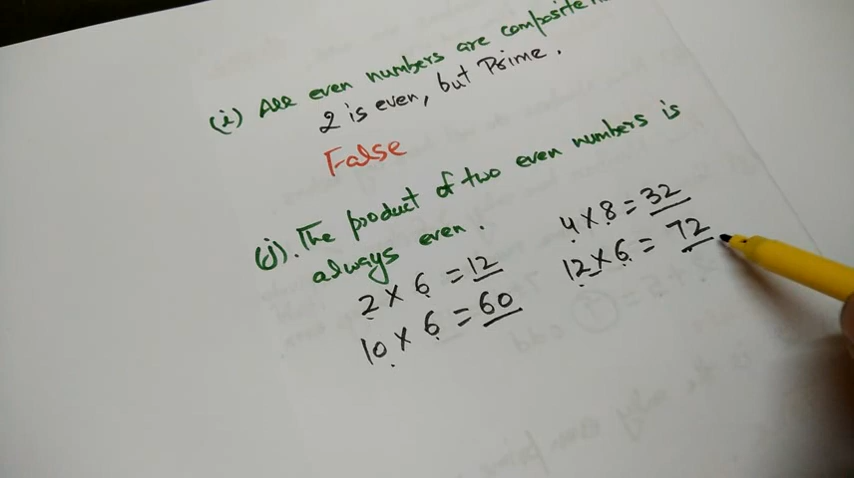 (i) All even numbers are composite
2 is even, but Prime.
False
(j). The product of two even numbers is
always even.
2 × 6 = 12
4 × 8 = 32
10 × 6 = 60
12 × 6 = 72